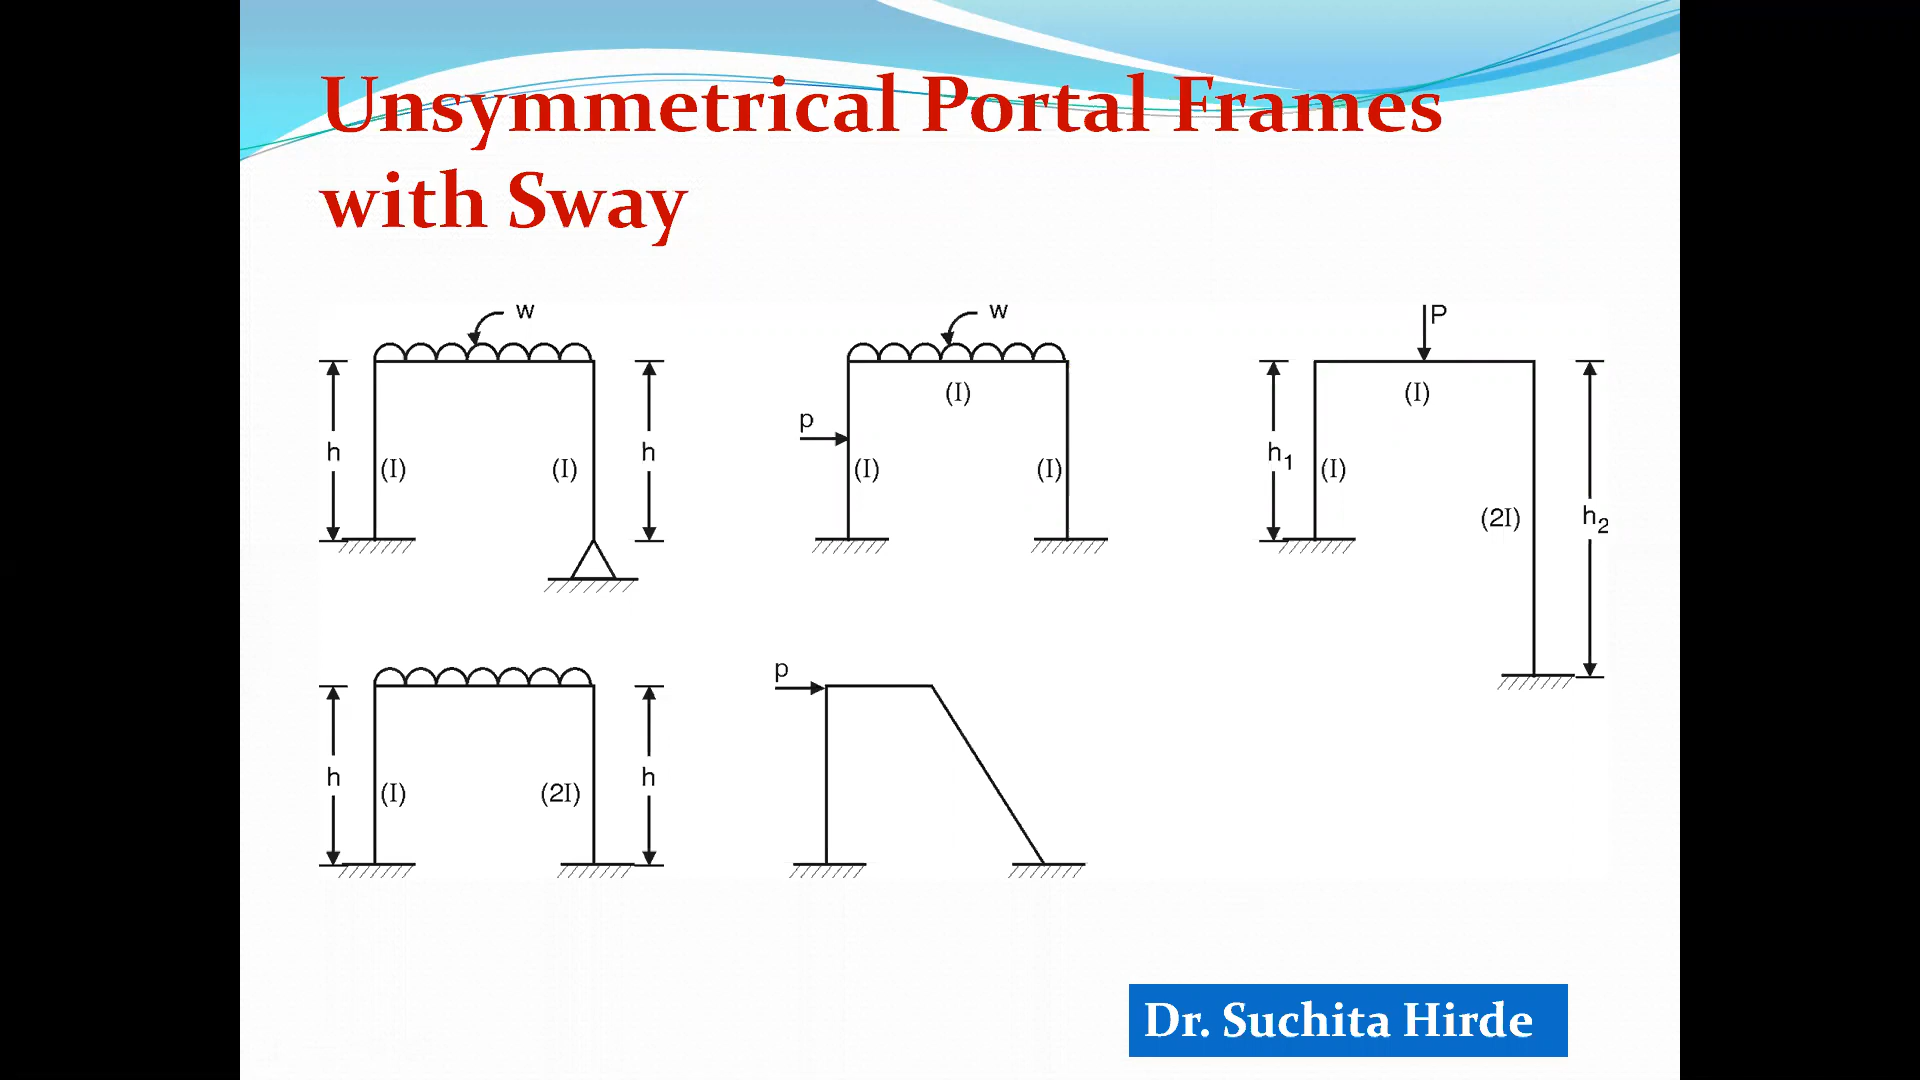 Unsymmetrical Portal Frames
with Sway
w
h
(I)
(I)
h
w
(I)
p
(I)
(I)
P
(I)
h1
(I)
(2I)
h2
h
(I)
(2I)
h
p
Dr. Suchita Hirde